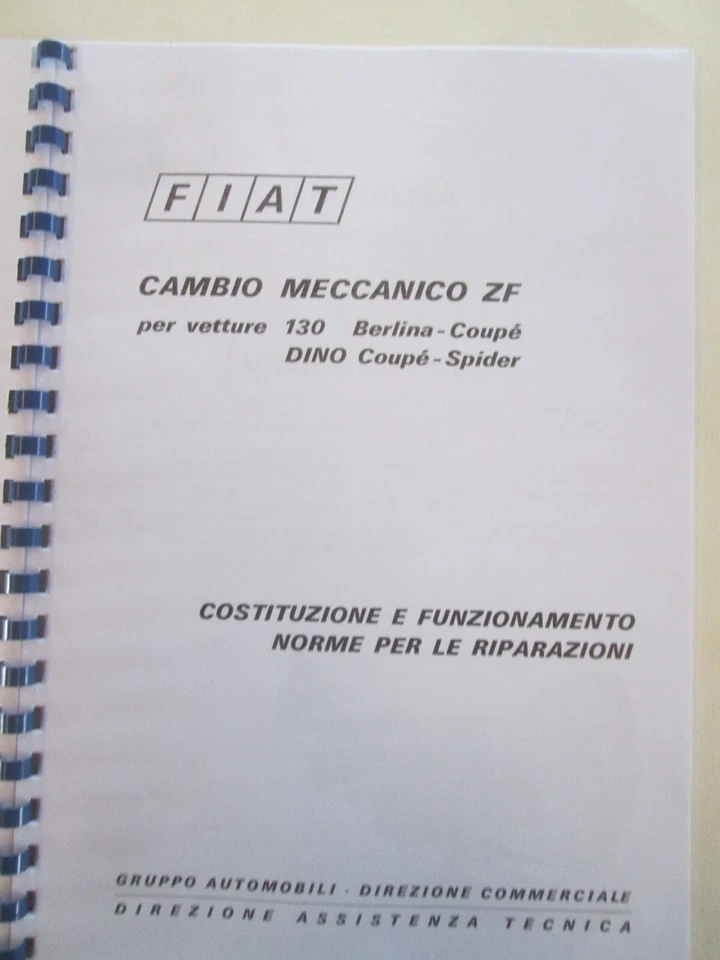 FIAT
CAMBIO MECCANICO ZF
per vetture 130 Berlina-Coupé
DINO Coupé-Spider
COSTITUZIONE E FUNZIONAMENTO
NORME PER LE RIPARAZIONI
GRUPPO AUTOMOBILI · DIREZIONE COMMERCIALE
DIREZIONE ASSISTENZA TECNICA